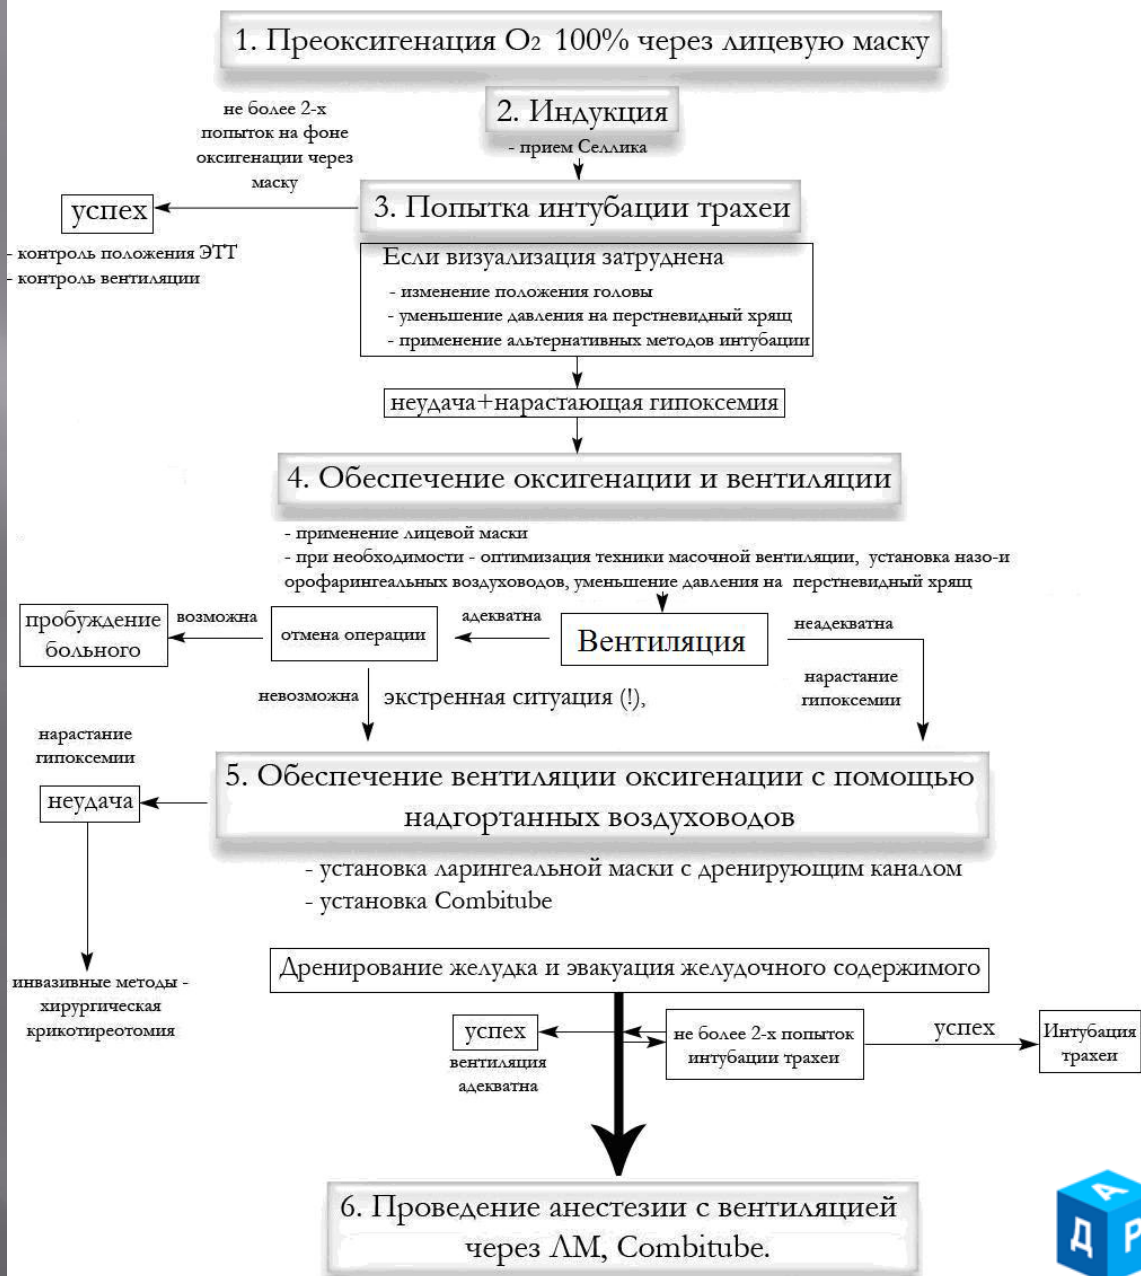 1. Преоксигенация О2 100% через лицевую маску
2. Индукция
- прием Селлика
не более 2-х
попыток на фоне
оксигенации через
маску
успех
- контроль положения ЭТТ
- контроль вентиляции
3. Попытка интубации трахеи
Если визуализация затруднена
- изменение положения головы
- уменьшение давления на перстневидный хрящ
- применение альтернативных методов интубации
неудача+нарастающая гипоксемия
4. Обеспечение оксигенации и вентиляции
- применение лицевой маски
- при необходимости - оптимизация техники масочной вентиляции, установка назо-и
орофарингеальных воздуховодов, уменьшение давления на перстневидный хрящ
пробуждение
больного
возможна
отмена операции
адекватна
Вентиляция
неадекватна
нарастание
гипоксемии
невозможна
экстренная ситуация (!),
нарастание
гипоксемии
неудача
5. Обеспечение вентиляции оксигенации с помощью
надгортанных воздуховодов
- установка ларингеальной маски с дренирующим каналом
- установка Combitube
инвазивные методы -
хирургическая
крикотиреотомия
Дренирование желудка и эвакуация желудочного содержимого
успех
вентиляция
адекватна
не более 2-х попыток
интубации трахеи
успех
Интубация
трахеи
6. Проведение анестезии с вентиляцией
через ЛМ, Combitube.
А
Д Р